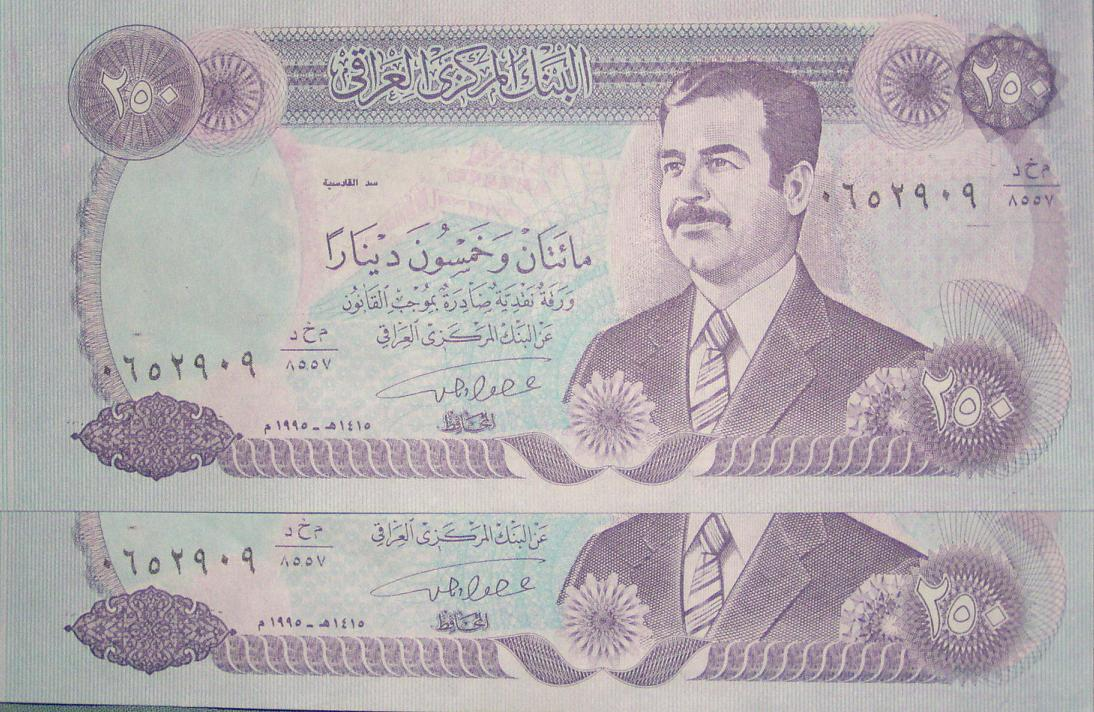 ٢٥٠
البنك المركزي العراقي
٢٥٠
سد القادسية
م خ د
٨٥٥٧
٠٦٥٢٩٠٩
مائتان وخمسون دينارًا
ورقة نقدية صادرة بموجب القانون
عن البنك المركزي العراقي
م خ د
٨٥٥٧
٠٦٥٢٩٠٩
٢٥٠
المحافظ
١٤١٥هـ - ١٩٩٥م
عن البنك المركزي العراقي
م خ د
٨٥٥٧
٠٦٥٢٩٠٩
٢٥٠
المحافظ
١٤١٥هـ - ١٩٩٥م